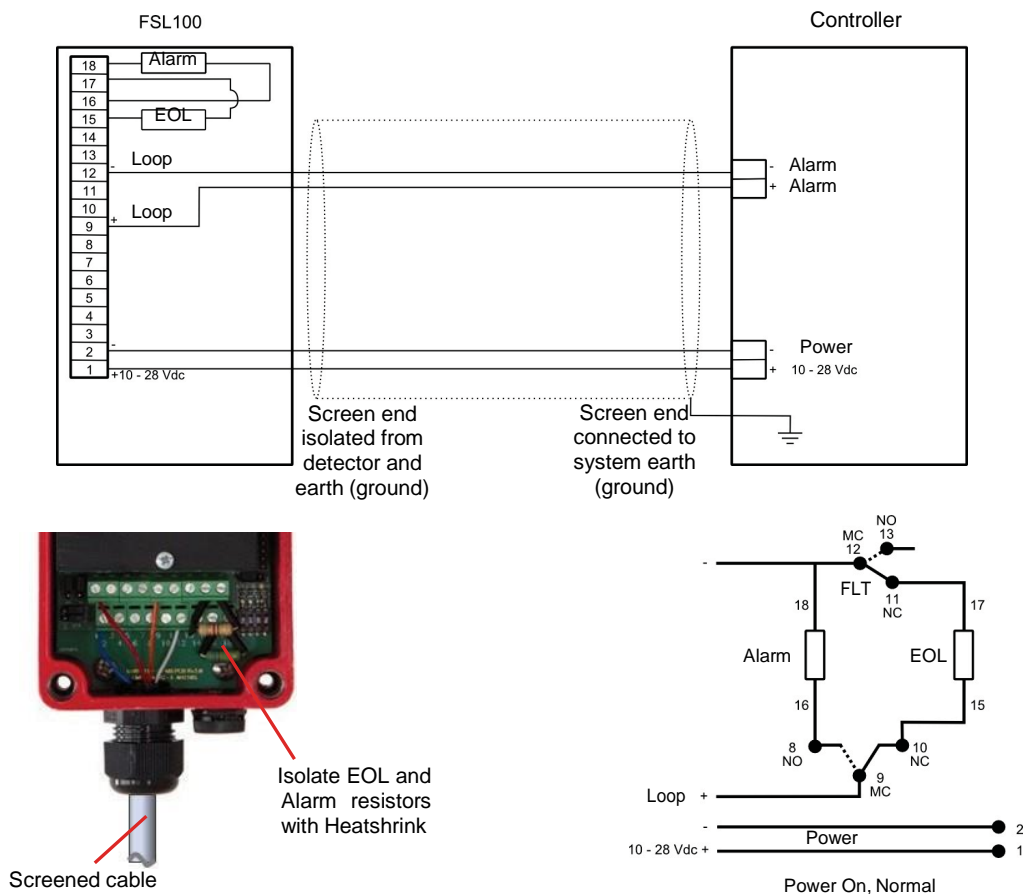 FSL100
Controller
18
17
16
15
14
13
12
11
10
9
8
7
6
5
4
3
2
1
Alarm
EOL
- Loop
+ Loop
-
+10 - 28 Vdc
- Alarm
+ Alarm
- Power
+ 10 - 28 Vdc
Screen end
isolated from
detector and
earth (ground)
Screen end
connected to
system earth
(ground)
Isolate EOL and
Alarm resistors
with Heatshrink
Screened cable
NO
13
MC
12
-
FLT
11
NC
18
17
Alarm
EOL
16
15
8
NO
10
NC
9
MC
Loop +
-
Power
2
10 - 28 Vdc +
1
Power On, Normal